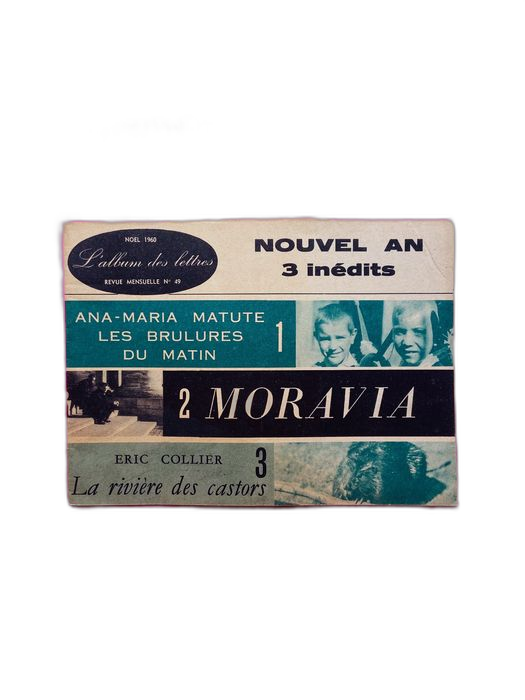 NOEL 1960
L'album des lettres
REVUE MENSUELLE N° 49
NOUVEL AN
3 inédits
ANA-MARIA MATUTE
LES BRULURES
DU MATIN
1
2 MORAVIA
ERIC COLLIER
3
La rivière des castors